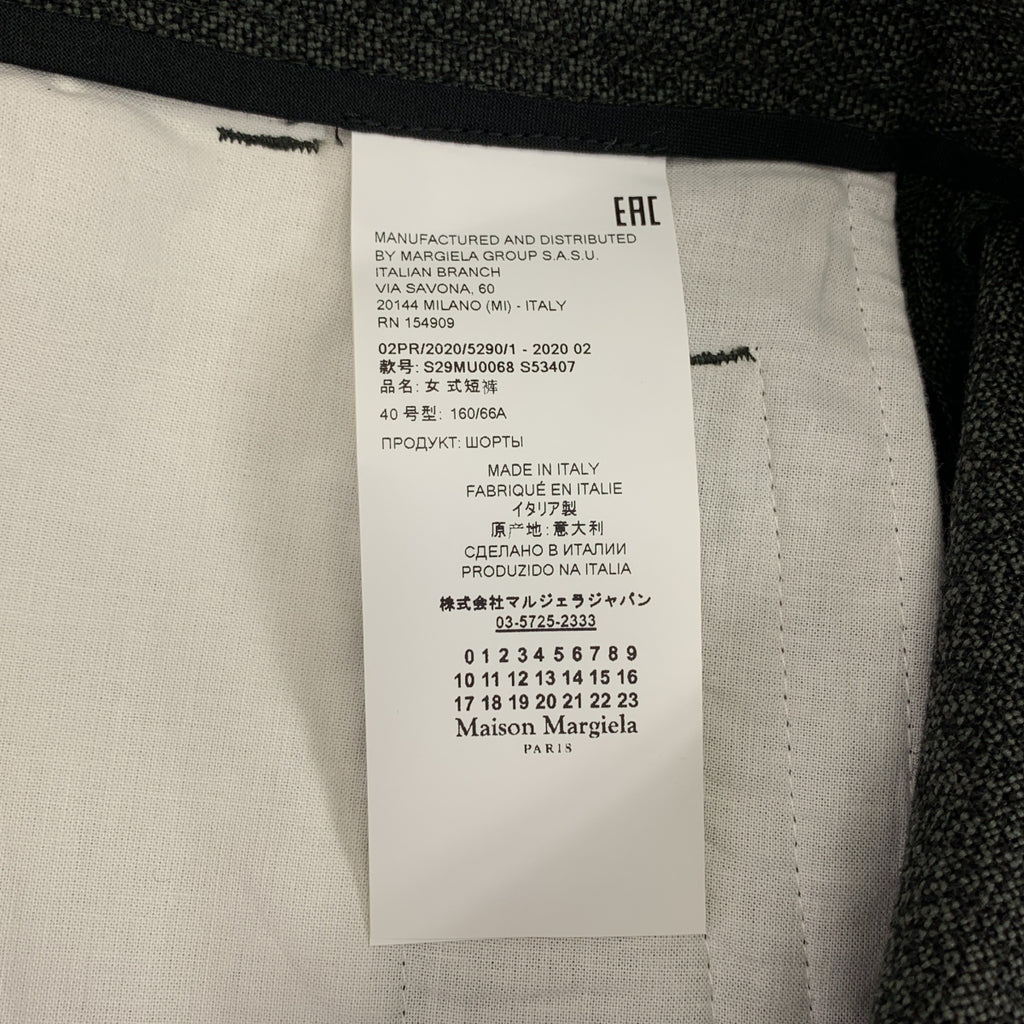 EAC
MANUFACTURED AND DISTRIBUTED
BY MARGIELA GROUP S.A.S.U.
ITALIAN BRANCH
VIA SAVONA, 60
20144 MILANO (MI) - ITALY
RN 154909
02PR/2020/5290/1 - 2020 02
款号: S29MU0068 S53407
品名: 女 式短裤
40 号型: 160/66A
ПРОДУКТ: ШОРТЫ
MADE IN ITALY
FABRIQUÉ EN ITALIE
イタリア製
原产地: 意大利
СДЕЛАНО В ИТАЛИИ
PRODUZIDO NA ITALIA
株式会社マルジェラジャパン
03-5725-2333
0 1 2 3 4 5 6 7 8 9
10 11 12 13 14 15 16
17 18 19 20 21 22 23
Maison Margiela
PARIS